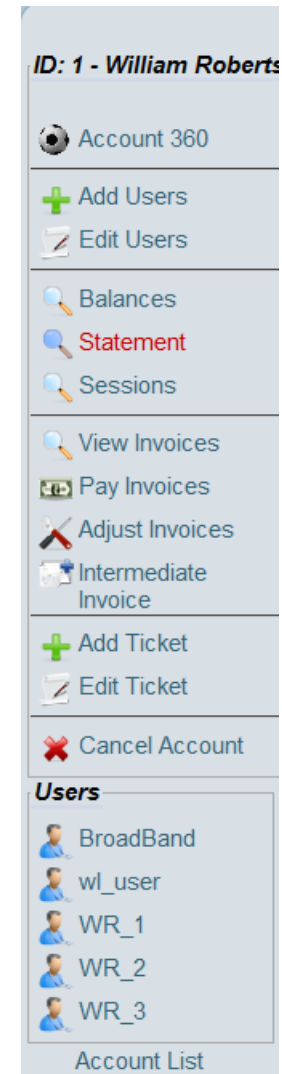 ID: 1 - William Roberts
Account 360
Add Users
Edit Users
Balances
Statement
Sessions
View Invoices
Pay Invoices
Adjust Invoices
Intermediate
Invoice
Add Ticket
Edit Ticket
Cancel Account
Users
BroadBand
wl_user
WR_1
WR_2
WR_3
Account List